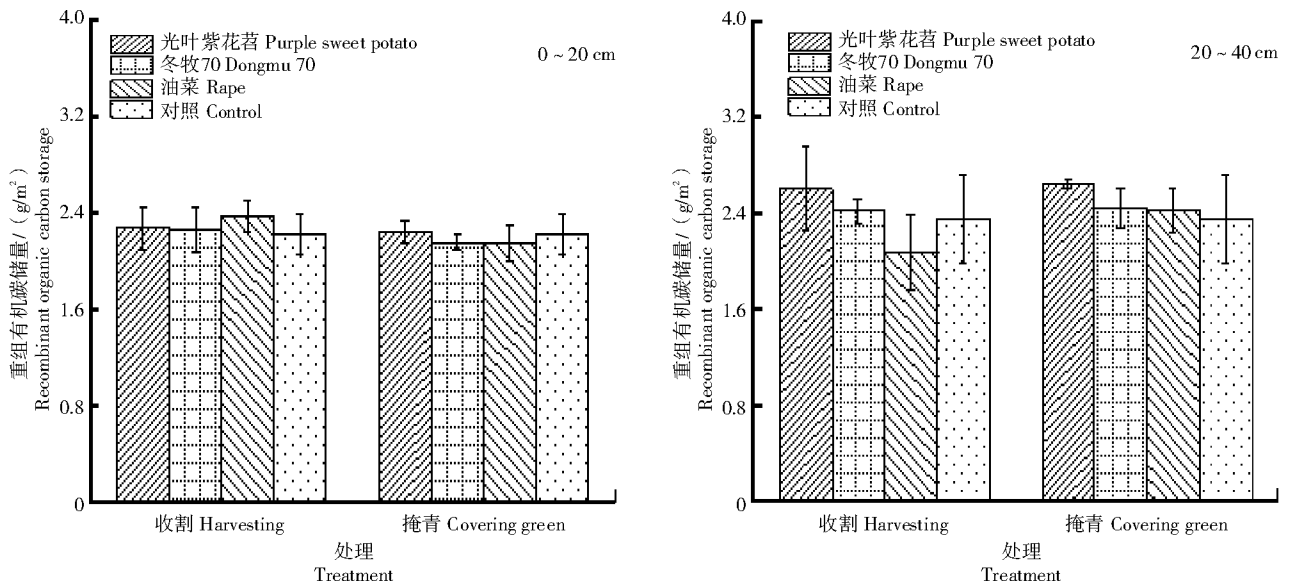 4.0
3.2
2.4
1.6
0.8
0
重组有机碳储量/（g/m²）
Recombinant organic carbon storage
光叶紫花苕 Purple sweet potato
冬牧70 Dongmu 70
油菜 Rape
对照 Control
0~20 cm
收割 Harvesting
掩青 Covering green
处理
Treatment
4.0
3.2
2.4
1.6
0.8
0
重组有机碳储量/（g/m²）
Recombinant organic carbon storage
光叶紫花苕 Purple sweet potato
冬牧70 Dongmu 70
油菜 Rape
对照 Control
20~40 cm
收割 Harvesting
掩青 Covering green
处理
Treatment